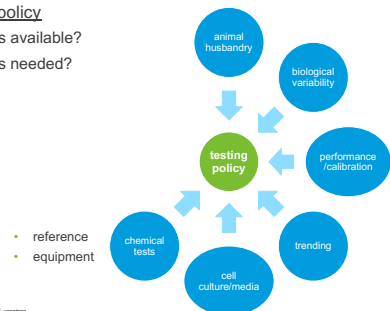 policy
s available?
s needed?
animal
husbandry
biological
variability
testing
policy
performance
/calibration
• reference
• equipment
chemical
tests
trending
cell
culture/media